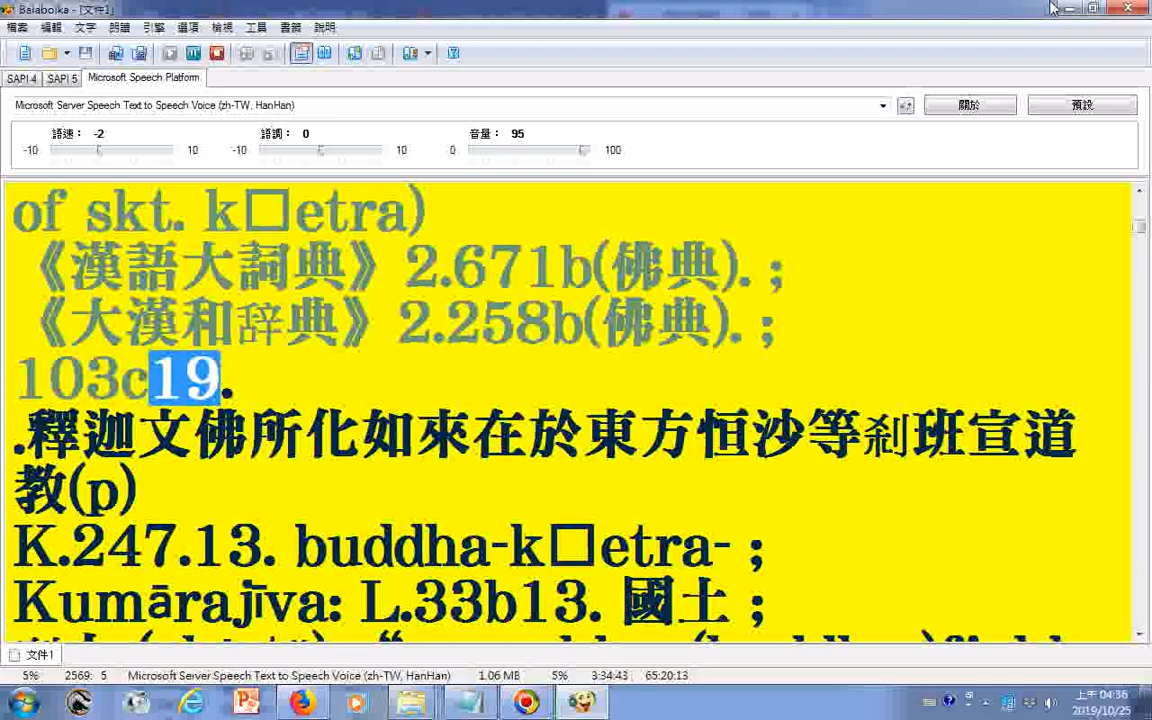 Balabolka - [文件1]
檔案 編輯 文字 朗讀 引擎 選項 檢視 工具 書籤 說明
SAPI 4 SAPI 5 Microsoft Speech Platform
Microsoft Server Speech Text to Speech Voice (zh-TW, HanHan) 關於 預設
語速： -2 語調： 0 音量： 95
-10 10 -10 10 0 100
of skt. k□etra)
《漢語大詞典》2.671b(佛典).；
《大漢和辞典》2.258b(佛典).；
103c19.
.釋迦文佛所化如來在於東方恒沙等剎班宣道
教(p)
K.247.13. buddha-k□etra-；
Kumārajīva: L.33b13. 國土；
文件1
5% 2569: 5 Microsoft Server Speech Text to Speech Voice (zh-TW, HanHan) 1.06 MB 5% 3:34:43 65:20:13
上午 04:36
2019/10/25